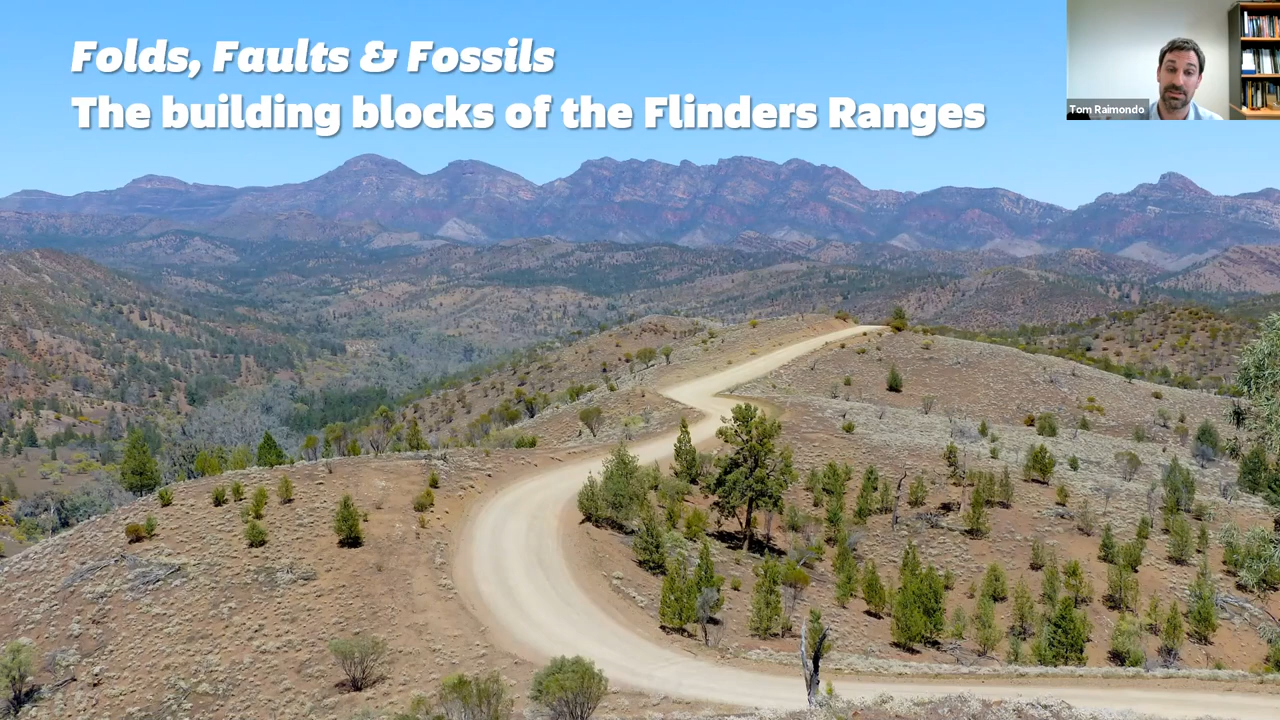 Folds, Faults & Fossils
The building blocks of the Flinders Ranges
Tom Raimondo